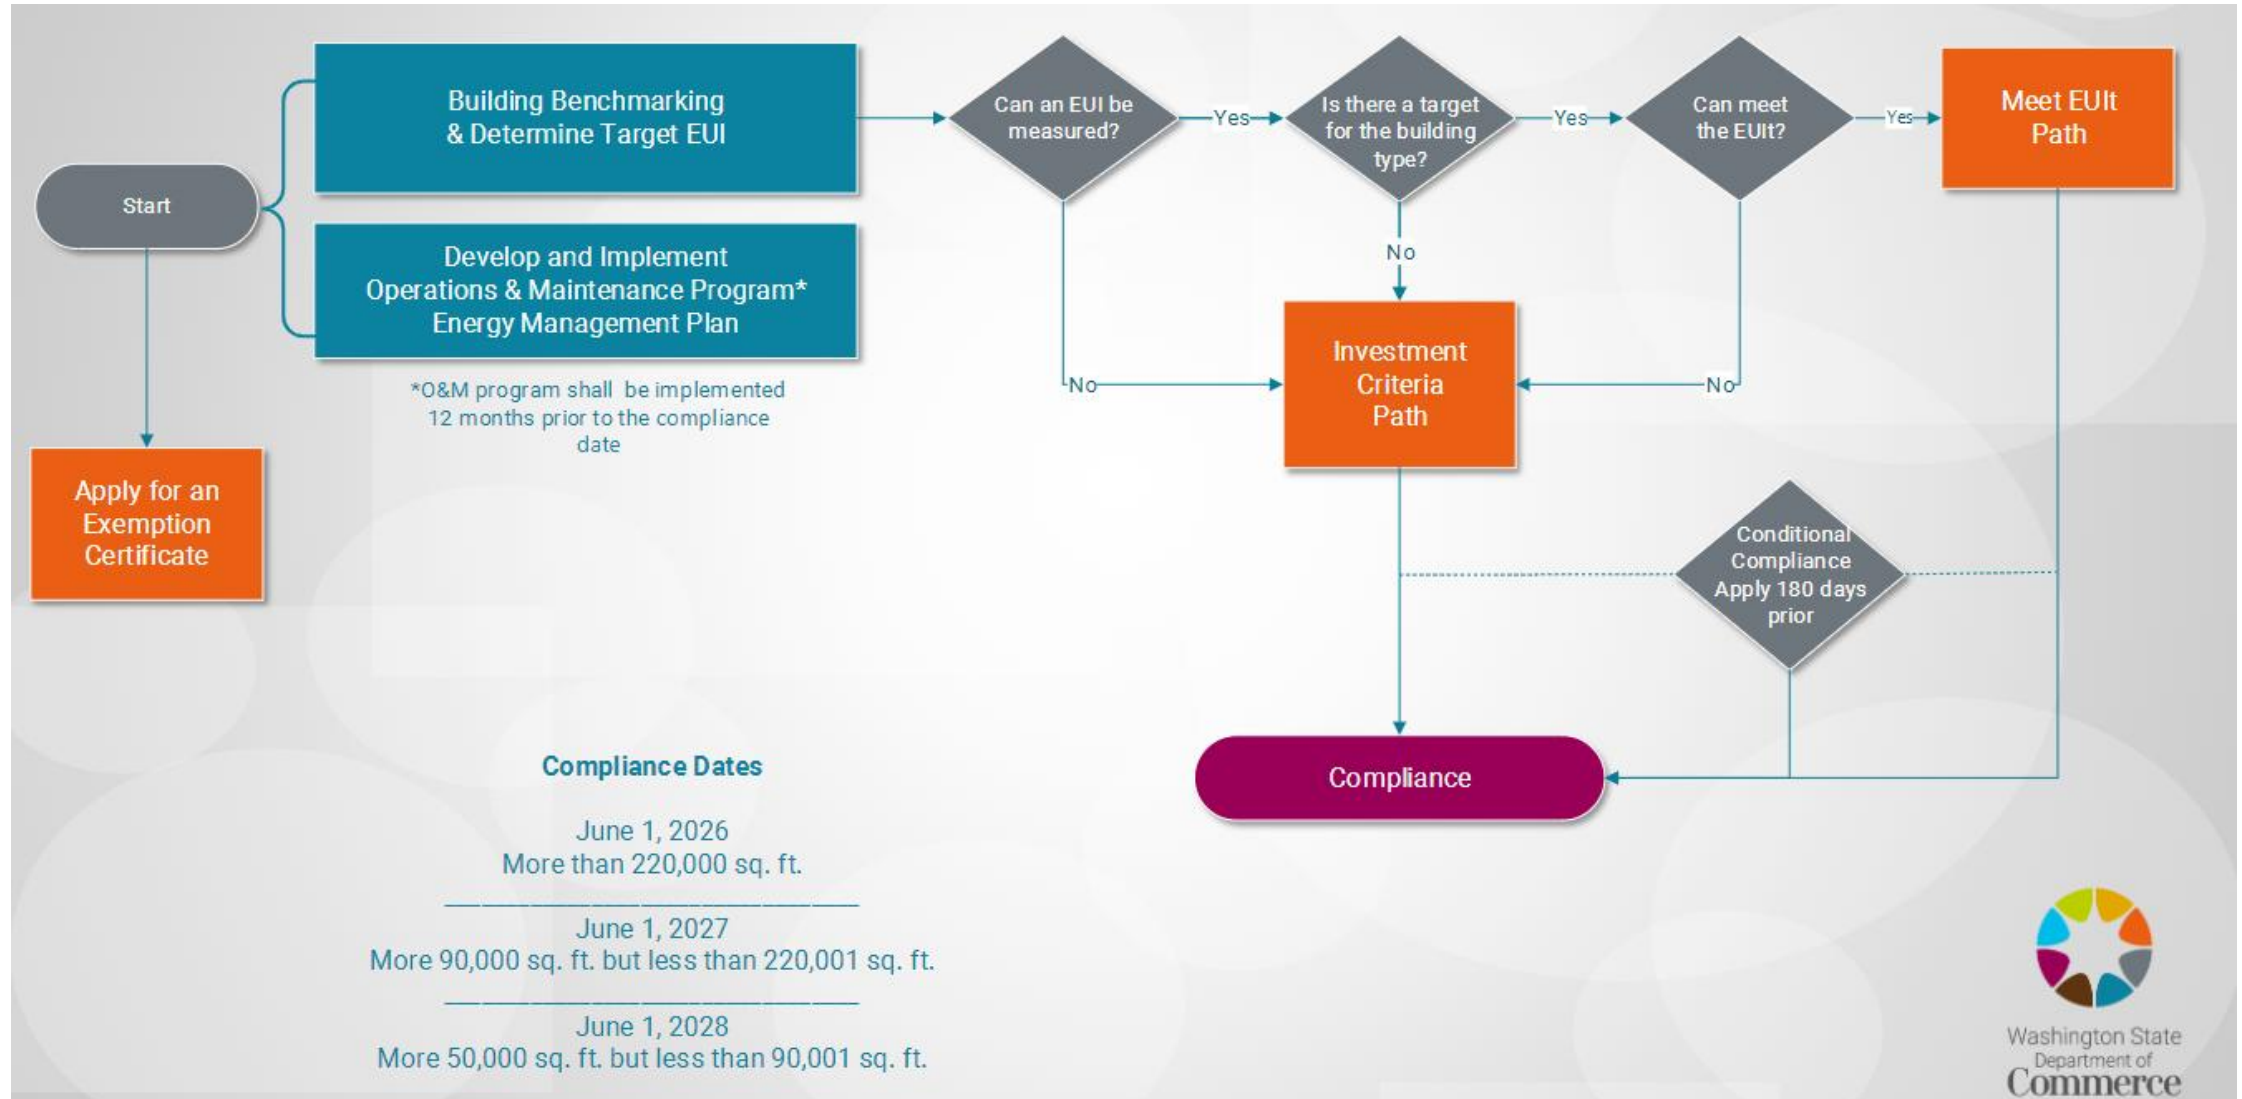 Start
Building Benchmarking
& Determine Target EUI
Develop and Implement
Operations & Maintenance Program*
Energy Management Plan
*O&M program shall be implemented
12 months prior to the compliance
date
Apply for an
Exemption
Certificate
Can an EUI be
measured?
Yes
No
Is there a target
for the building
type?
Yes
No
Can meet
the EUIt?
Yes
No
Meet EUIt
Path
Investment
Criteria
Path
Conditional
Compliance
Apply 180 days
prior
Compliance
Compliance Dates
June 1, 2026
More than 220,000 sq. ft.
June 1, 2027
More 90,000 sq. ft. but less than 220,001 sq. ft.
June 1, 2028
More 50,000 sq. ft. but less than 90,001 sq. ft.
Washington State
Department of
Commerce